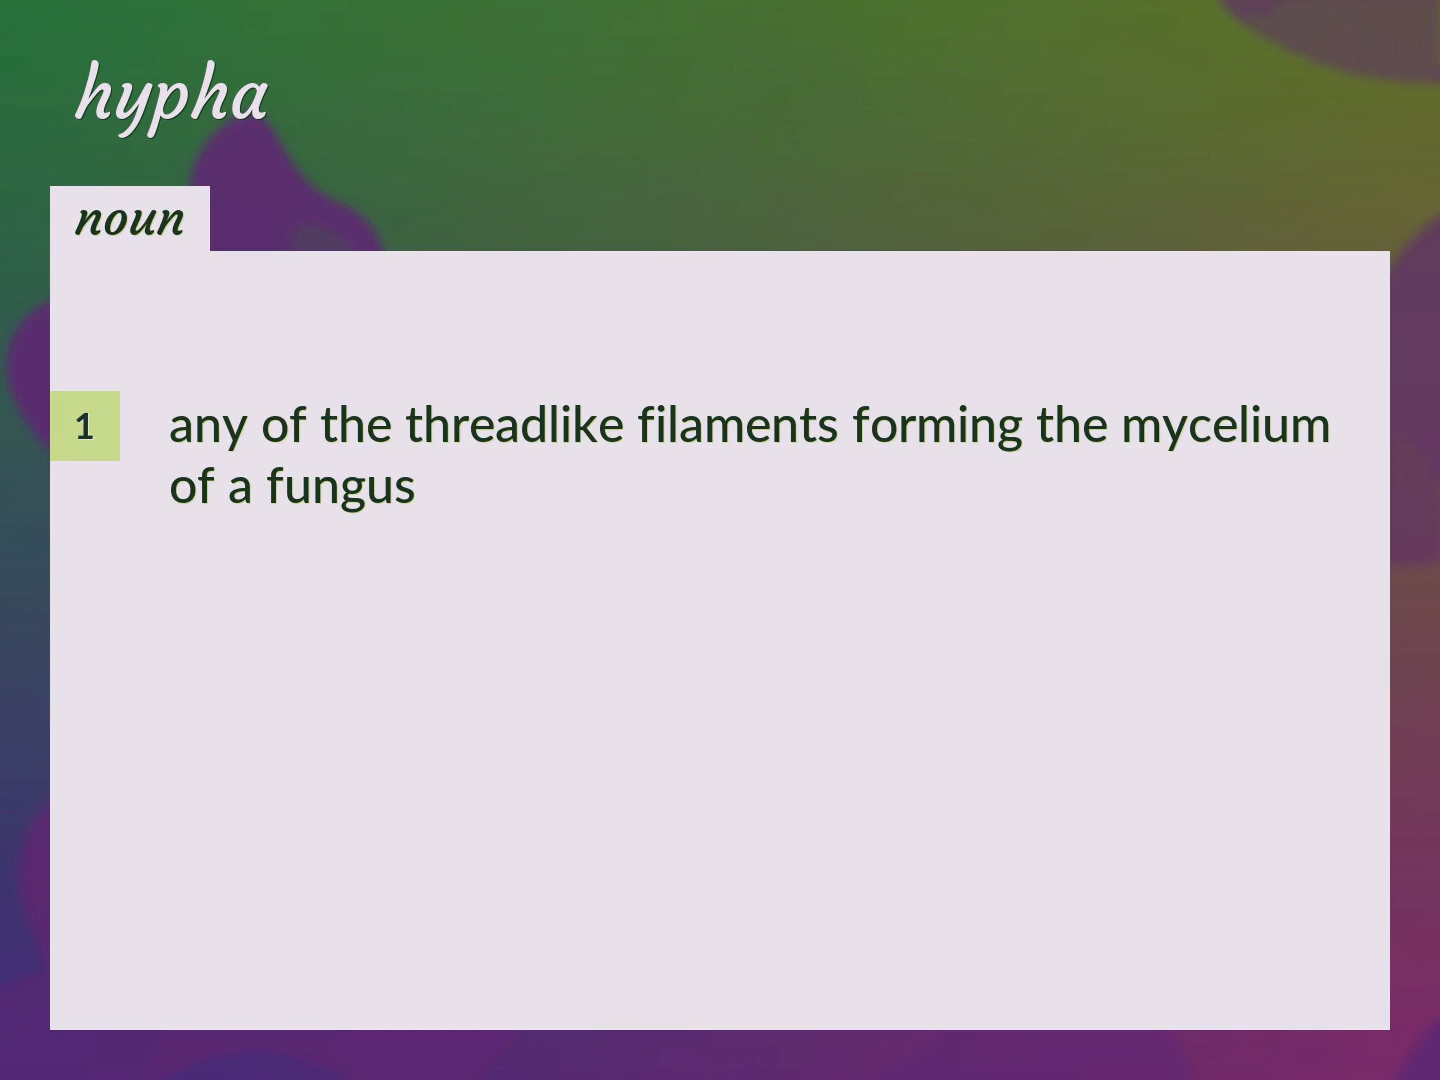 hypha
noun
1
any of the threadlike filaments forming the mycelium
of a fungus